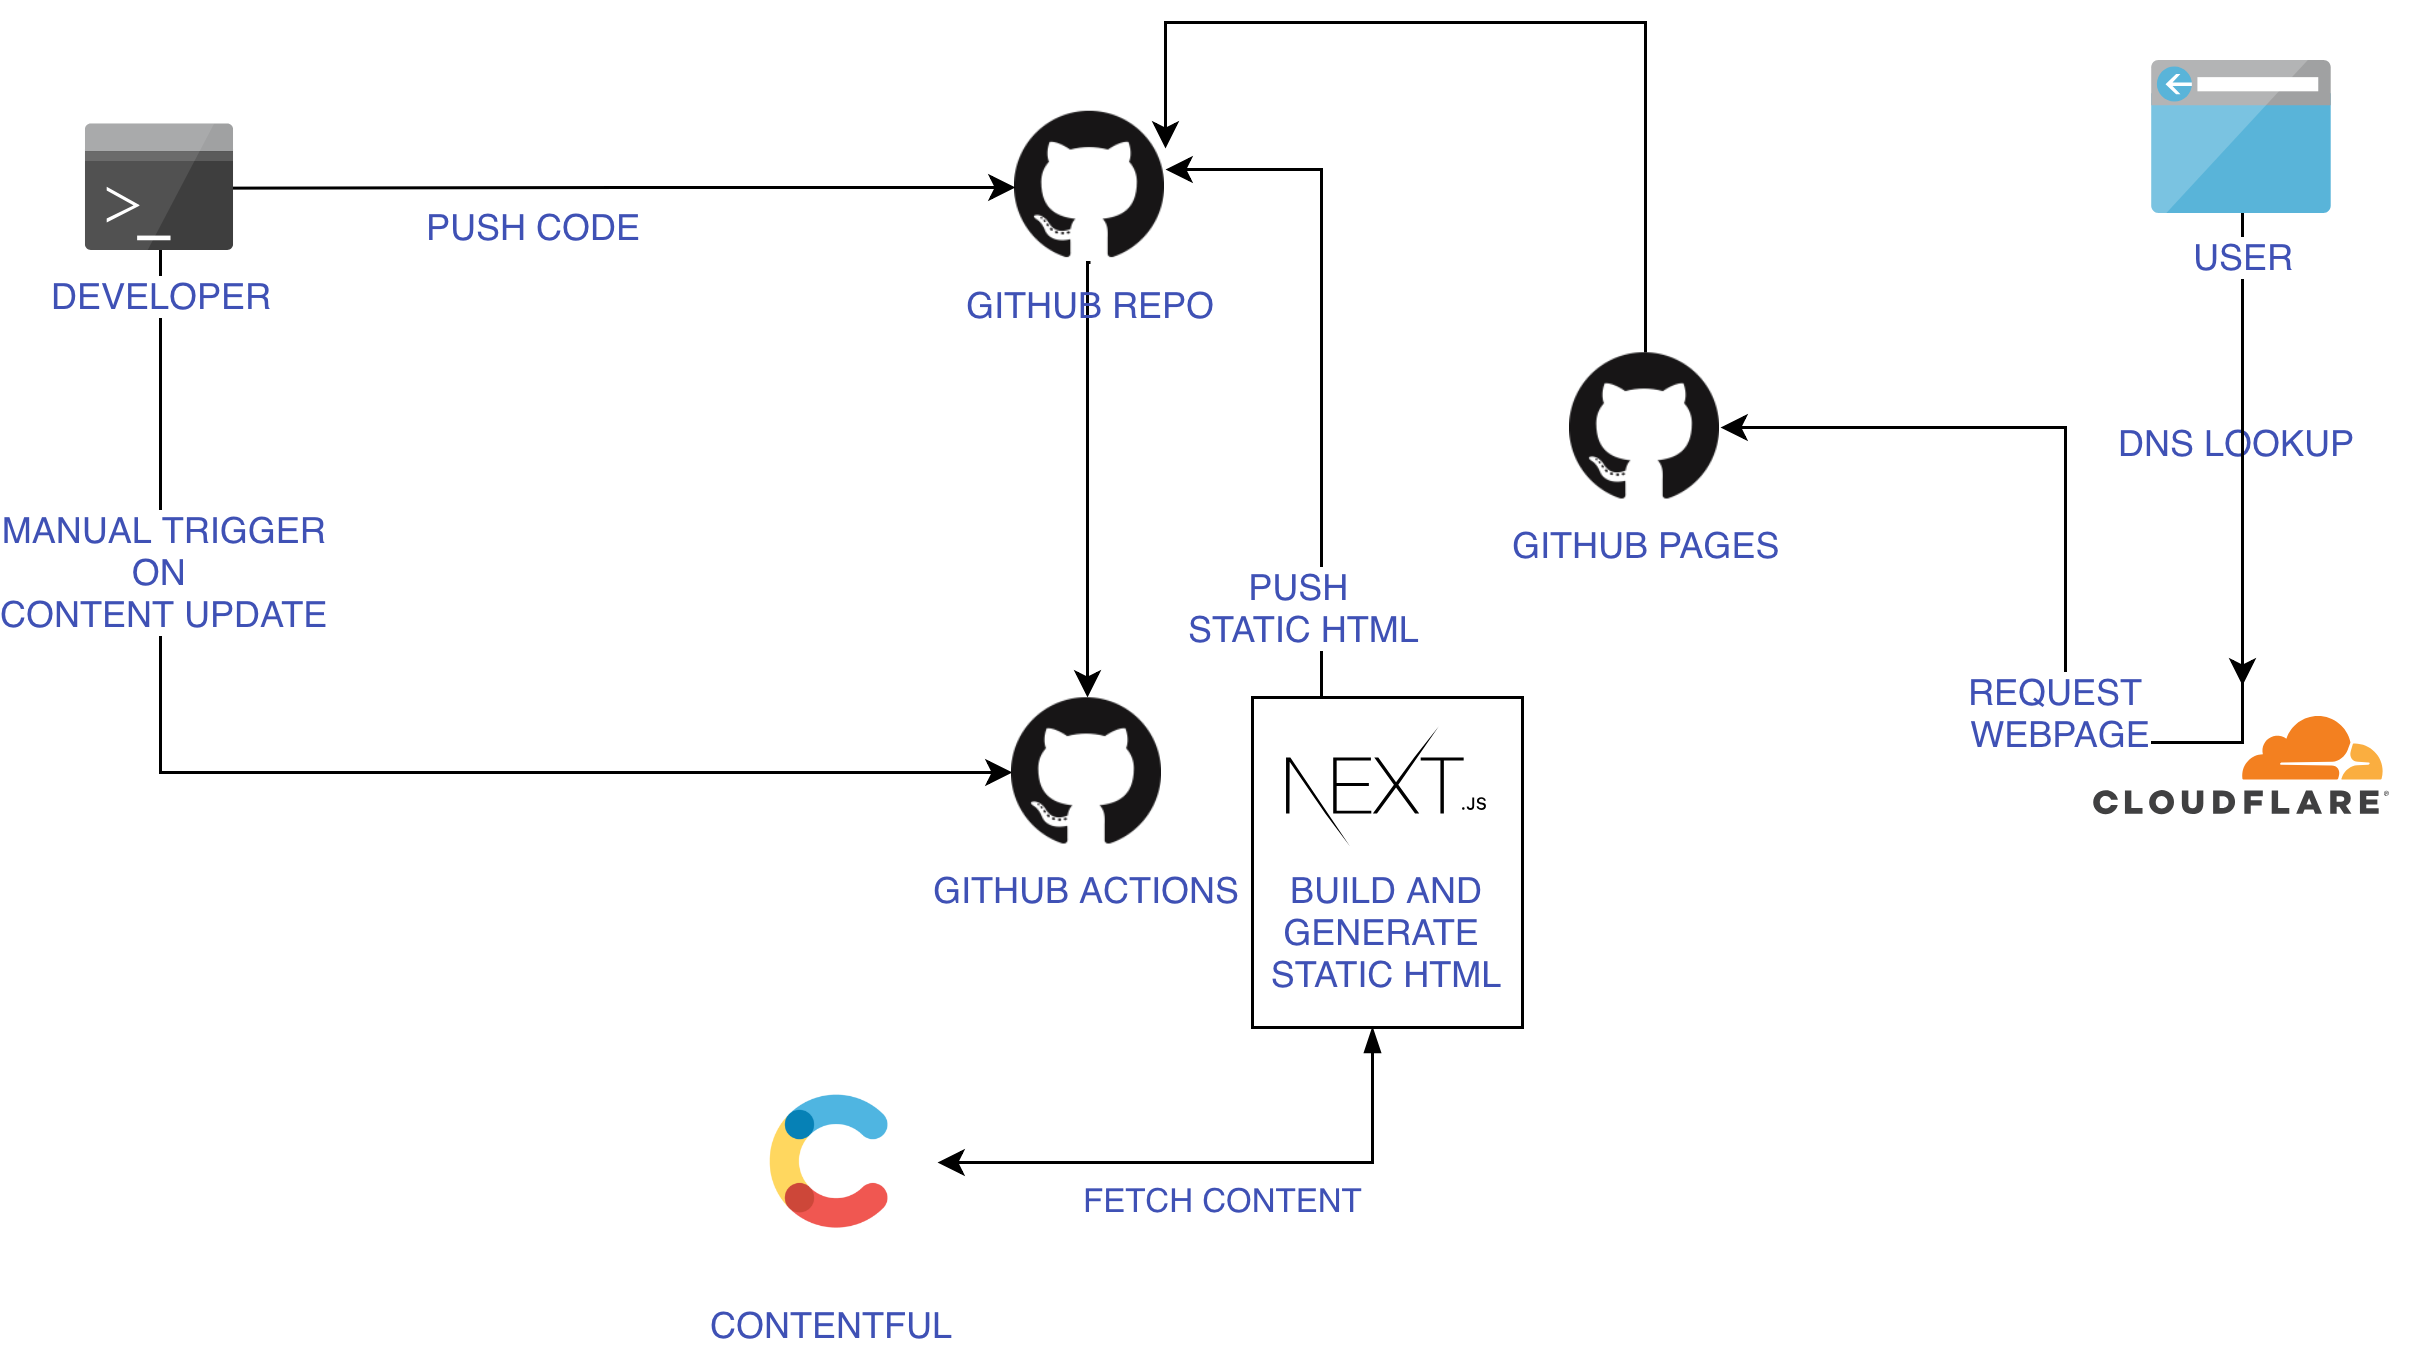 >_
DEVELOPER
PUSH CODE
GITHUB REPO
USER
DNS LOOKUP
MANUAL TRIGGER
ON
CONTENT UPDATE
GITHUB PAGES
PUSH
STATIC HTML
REQUEST
WEBPAGE
CLOUDFLARE®
GITHUB ACTIONS
NEXT.JS
BUILD AND
GENERATE
STATIC HTML
FETCH CONTENT
CONTENTFUL